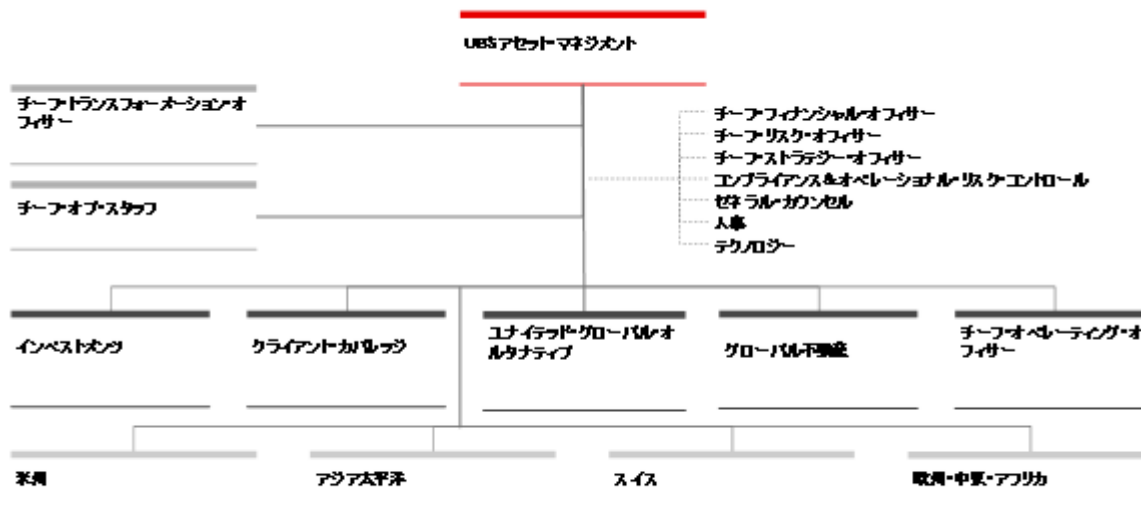 UBSアセット・マネジメント
チーフ・トランスフォーメーション・オ
フィサー
チーフ・オブ・スタッフ
チーフ・フィナンシャル・オフィサー
チーフ・リスク・オフィサー
チーフ・ストラテジー・オフィサー
コンプライアンス&オペレーショナル・リスク・コントロール
ゼネラル・カウンセル
人事
テクノロジー
インベストメンツ
クライアント・カバレッジ
ユナイテッド・グローバル・オ
ルタナティブ
グローバル不動産
チーフ・オペレーティング・オ
フィサー
米州
アジア太平洋
スイス
欧州・中東・アフリカ